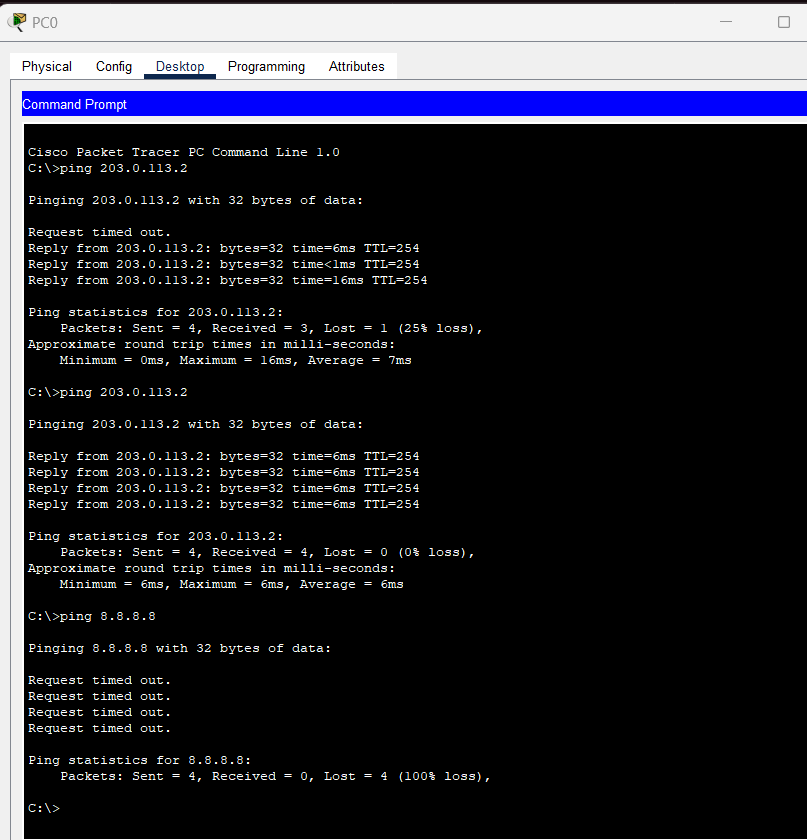 PC0
Physical Config Desktop Programming Attributes
Command Prompt
Cisco Packet Tracer PC Command Line 1.0
C:\>ping 203.0.113.2
Pinging 203.0.113.2 with 32 bytes of data:
Request timed out.
Reply from 203.0.113.2: bytes=32 time=6ms TTL=254
Reply from 203.0.113.2: bytes=32 time<1ms TTL=254
Reply from 203.0.113.2: bytes=32 time=16ms TTL=254
Ping statistics for 203.0.113.2:
Packets: Sent = 4, Received = 3, Lost = 1 (25% loss),
Approximate round trip times in milli-seconds:
Minimum = 0ms, Maximum = 16ms, Average = 7ms
C:\>ping 203.0.113.2
Pinging 203.0.113.2 with 32 bytes of data:
Reply from 203.0.113.2: bytes=32 time=6ms TTL=254
Reply from 203.0.113.2: bytes=32 time=6ms TTL=254
Reply from 203.0.113.2: bytes=32 time=6ms TTL=254
Reply from 203.0.113.2: bytes=32 time=6ms TTL=254
Ping statistics for 203.0.113.2:
Packets: Sent = 4, Received = 4, Lost = 0 (0% loss),
Approximate round trip times in milli-seconds:
Minimum = 6ms, Maximum = 6ms, Average = 6ms
C:\>ping 8.8.8.8
Pinging 8.8.8.8 with 32 bytes of data:
Request timed out.
Request timed out.
Request timed out.
Request timed out.
Ping statistics for 8.8.8.8:
Packets: Sent = 4, Received = 0, Lost = 4 (100% loss),
C:\>